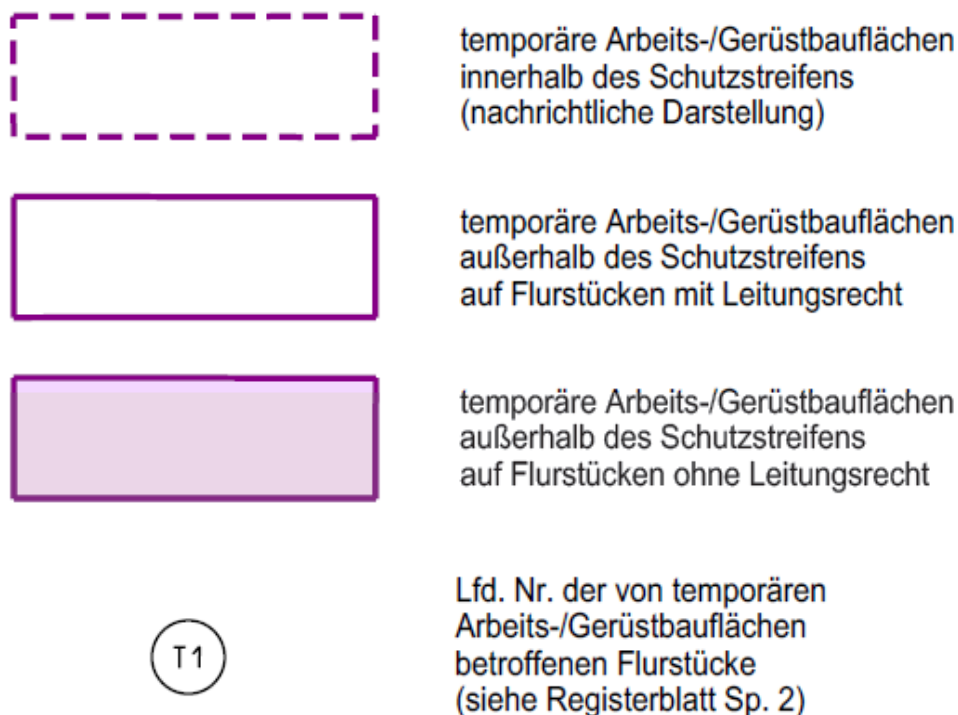 temporäre Arbeits-/Gerüstbauflächen
innerhalb des Schutzstreifens
(nachrichtliche Darstellung)
temporäre Arbeits-/Gerüstbauflächen
außerhalb des Schutzstreifens
auf Flurstücken mit Leitungsrecht
temporäre Arbeits-/Gerüstbauflächen
außerhalb des Schutzstreifens
auf Flurstücken ohne Leitungsrecht
T1
Lfd. Nr. der von temporären
Arbeits-/Gerüstbauflächen
betroffenen Flurstücke
(siehe Registerblatt Sp. 2)